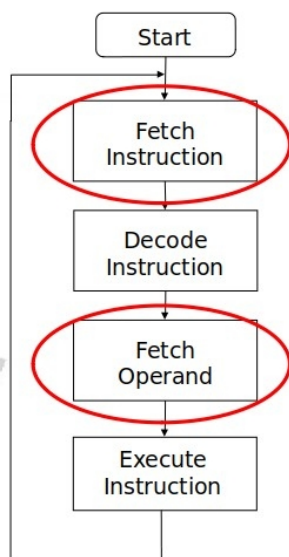 Start
Fetch
Instruction
Decode
Instruction
Fetch
Operand
Execute
Instruction